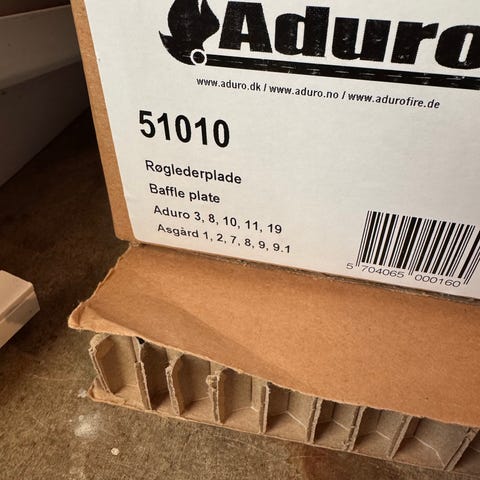 Aduro
www.aduro.dk / www.aduro.no / www.adurofire.de
51010
Røglederplade
Baffle plate
Aduro 3, 8, 10, 11, 19
Asgård 1, 2, 7, 8, 9, 9.1
5 704065 000160